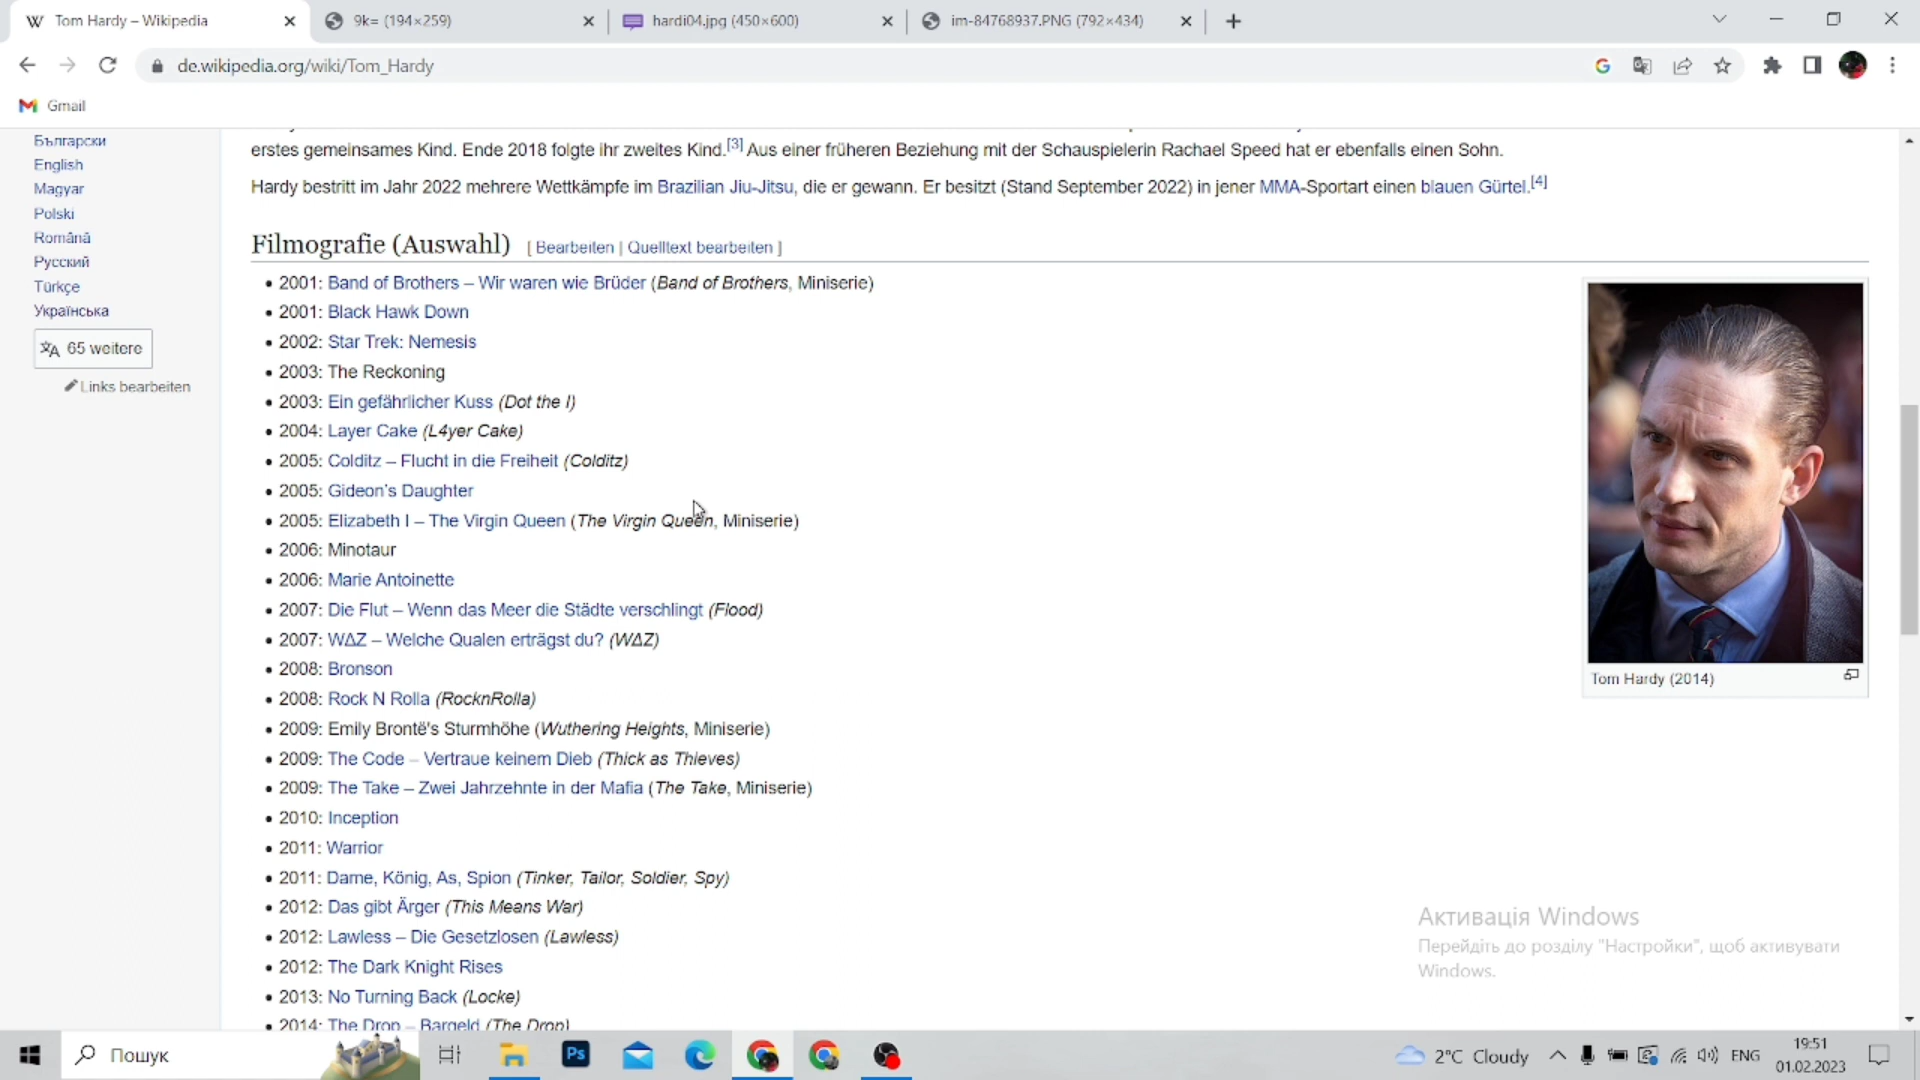 Tom Hardy – Wikipedia
9k= (194×259)
hardi04.jpg (450×600)
im-84768937.PNG (792×434)
de.wikipedia.org/wiki/Tom_Hardy
Gmail
Български
English
Magyar
Polski
Română
Русский
Türkçe
Українська
65 weitere
Links bearbeiten
erstes gemeinsames Kind. Ende 2018 folgte ihr zweites Kind.[3] Aus einer früheren Beziehung mit der Schauspielerin Rachael Speed hat er ebenfalls einen Sohn.
Hardy bestritt im Jahr 2022 mehrere Wettkämpfe im Brazilian Jiu-Jitsu, die er gewann. Er besitzt (Stand September 2022) in jener MMA-Sportart einen blauen Gürtel.[4]
Filmografie (Auswahl) [ Bearbeiten | Quelltext bearbeiten ]
• 2001: Band of Brothers – Wir waren wie Brüder (Band of Brothers, Miniserie)
• 2001: Black Hawk Down
• 2002: Star Trek: Nemesis
• 2003: The Reckoning
• 2003: Ein gefährlicher Kuss (Dot the I)
• 2004: Layer Cake (L4yer Cake)
• 2005: Colditz – Flucht in die Freiheit (Colditz)
• 2005: Gideon's Daughter
• 2005: Elizabeth I – The Virgin Queen (The Virgin Queen, Miniserie)
• 2006: Minotaur
• 2006: Marie Antoinette
• 2007: Die Flut – Wenn das Meer die Städte verschlingt (Flood)
• 2007: WΔZ – Welche Qualen erträgst du? (WΔZ)
• 2008: Bronson
• 2008: Rock N Rolla (RocknRolla)
• 2009: Emily Brontë's Sturmhöhe (Wuthering Heights, Miniserie)
• 2009: The Code – Vertraue keinem Dieb (Thick as Thieves)
• 2009: The Take – Zwei Jahrzehnte in der Mafia (The Take, Miniserie)
• 2010: Inception
• 2011: Warrior
• 2011: Dame, König, As, Spion (Tinker, Tailor, Soldier, Spy)
• 2012: Das gibt Ärger (This Means War)
• 2012: Lawless – Die Gesetzlosen (Lawless)
• 2012: The Dark Knight Rises
• 2013: No Turning Back (Locke)
• 2014: The Drop – Bargeld (The Drop)
Tom Hardy (2014)
Активація Windows
Перейдіть до розділу "Настройки", щоб активувати
Windows.
Пошук
Ps
2°C Cloudy
ENG
19:51
01.02.2023